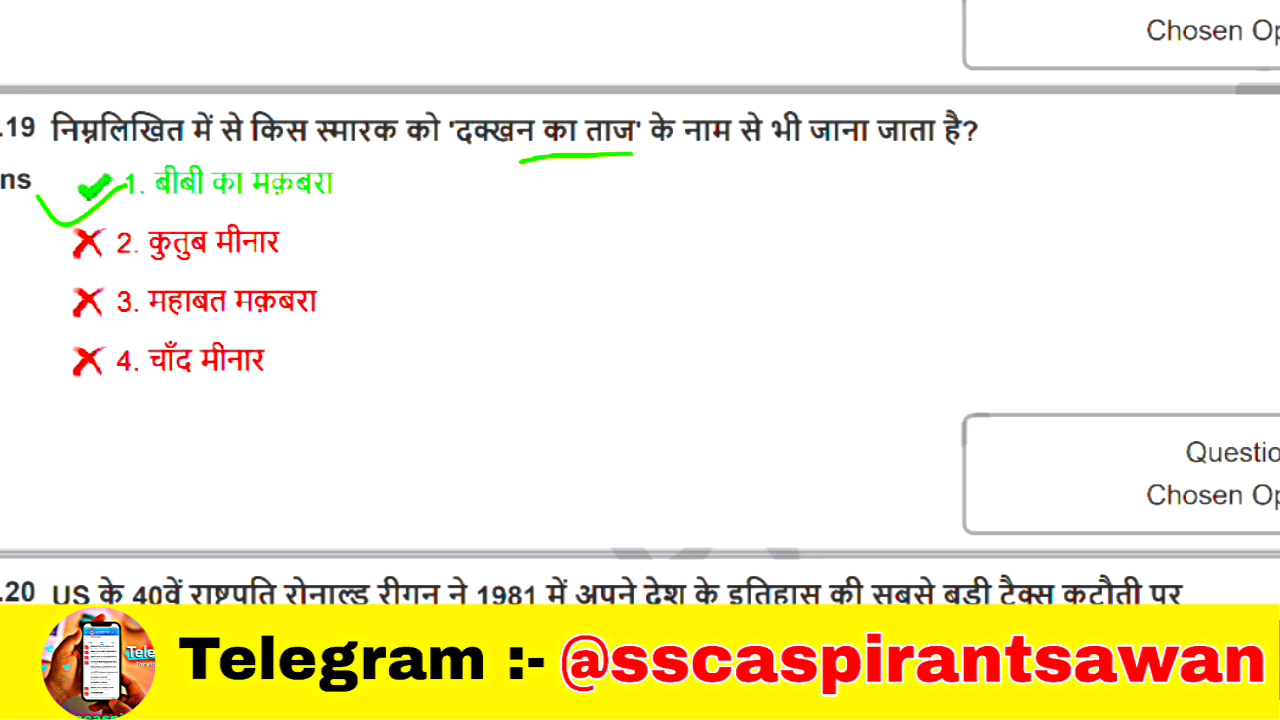 Chosen Op
.19 निम्नलिखित में से किस स्मारक को 'दक्खन का ताज' के नाम से भी जाना जाता है?
ns 1. बीबी का मक़बरा
2. कुतुब मीनार
3. महाबत मक़बरा
4. चाँद मीनार
Questio
Chosen Op
.20 US के 40वें राष्ट्रपति रोनाल्ड रीगन ने 1981 में अपने देश के इतिहास की सबसे बड़ी टैक्स कटौती पर
Telegram :- @sscaspirantsawan